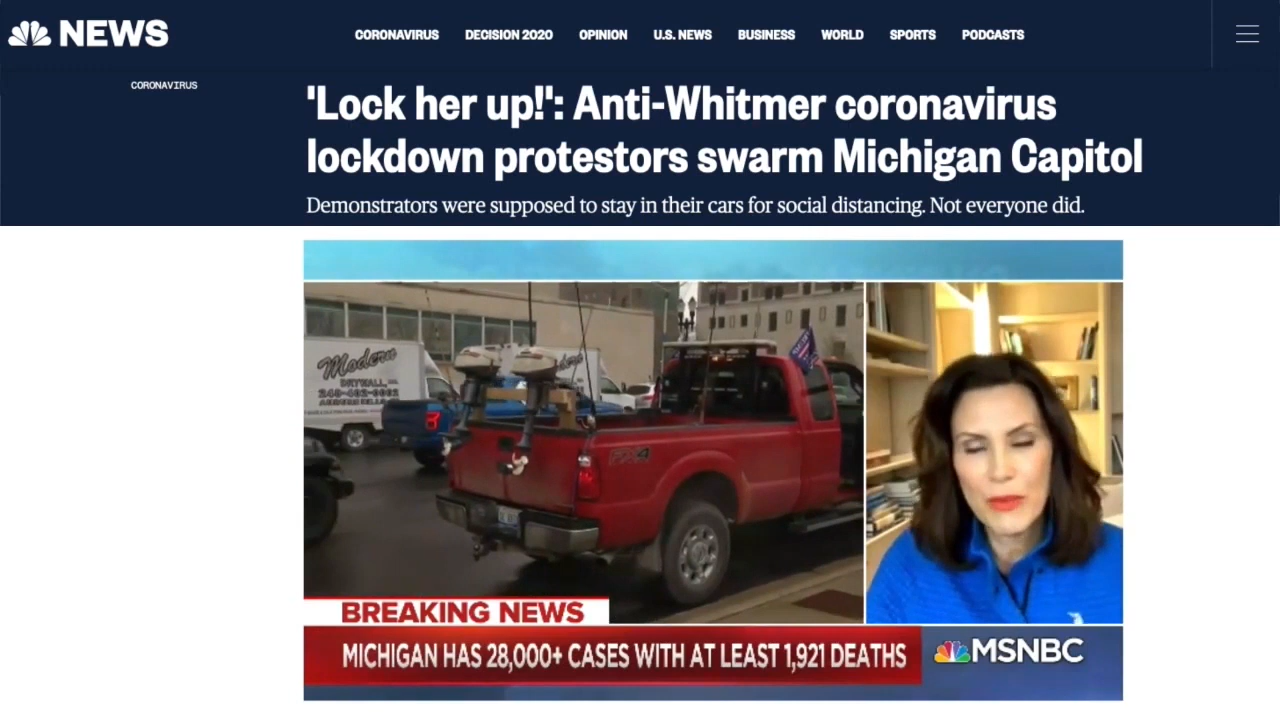 NEWS
CORONAVIRUS DECISION 2020 OPINION U.S. NEWS BUSINESS WORLD SPORTS PODCASTS
CORONAVIRUS
'Lock her up!': Anti-Whitmer coronavirus
lockdown protestors swarm Michigan Capitol
Demonstrators were supposed to stay in their cars for social distancing. Not everyone did.
Modern
DRYWALL, INC.
FX4
BREAKING NEWS
MICHIGAN HAS 28,000+ CASES WITH AT LEAST 1,921 DEATHS
MSNBC